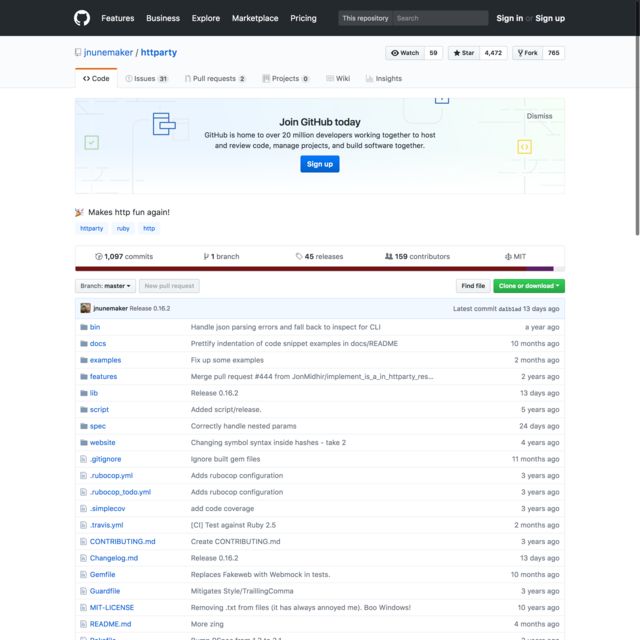 Features Business Explore Marketplace Pricing This repository Search Sign in or Sign up
jnunemaker / httparty Watch 59 Star 4,472 Fork 765
Code Issues 31 Pull requests 2 Projects 0 Wiki Insights
Dismiss
Join GitHub today
GitHub is home to over 20 million developers working together to host
and review code, manage projects, and build software together.
Sign up
🎉 Makes http fun again!
httparty ruby http
1,097 commits 1 branch 45 releases 159 contributors MIT
Branch: master New pull request Find file Clone or download
jnunemaker Release 0.16.2 Latest commit da1b1ad 13 days ago
bin Handle json parsing errors and fall back to inspect for CLI a year ago
docs Prettify indentation of code snippet examples in docs/README 10 months ago
examples Fix up some examples 2 months ago
features Merge pull request #444 from JonMidhir/implement_is_a_in_httparty_res... 2 years ago
lib Release 0.16.2 13 days ago
script Added script/release. 5 years ago
spec Correctly handle nested params 24 days ago
website Changing symbol syntax inside hashes - take 2 4 years ago
.gitignore Ignore built gem files 11 months ago
.rubocop.yml Adds rubocop configuration 3 years ago
.rubocop_todo.yml Adds rubocop configuration 3 years ago
.simplecov add code coverage 3 years ago
.travis.yml [CI] Test against Ruby 2.5 2 months ago
CONTRIBUTING.md Create CONTRIBUTING.md 3 years ago
Changelog.md Release 0.16.2 13 days ago
Gemfile Replaces Fakeweb with Webmock in tests. 10 months ago
Guardfile Mitigates Style/TraillingComma 3 years ago
MIT-LICENSE Removing .txt from files (it has always annoyed me). Boo Windows! 10 years ago
README.md More zing 4 months ago